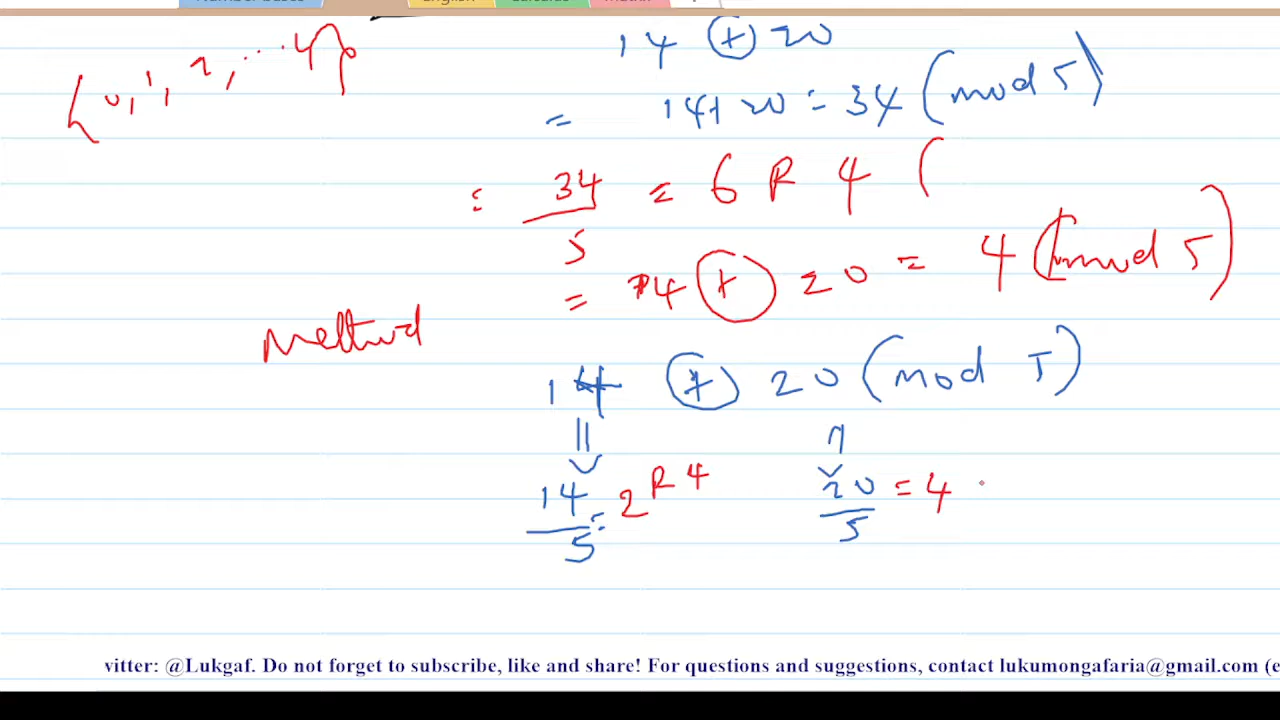 14 ⊕ 20
{0, 1, 2, ... 4}
= 14 + 20 = 34 (mod 5)
= 34/5 = 6 R 4 (
= 14 ⊕ 20 = 4 (mod 5)
Method
14 ⊕ 20 (mod 5)
14/5 = 2 R 4 20/5 = 4
vitter: @Lukgaf. Do not forget to subscribe, like and share! For questions and suggestions, contact lukumongafaria@gmail.com (e